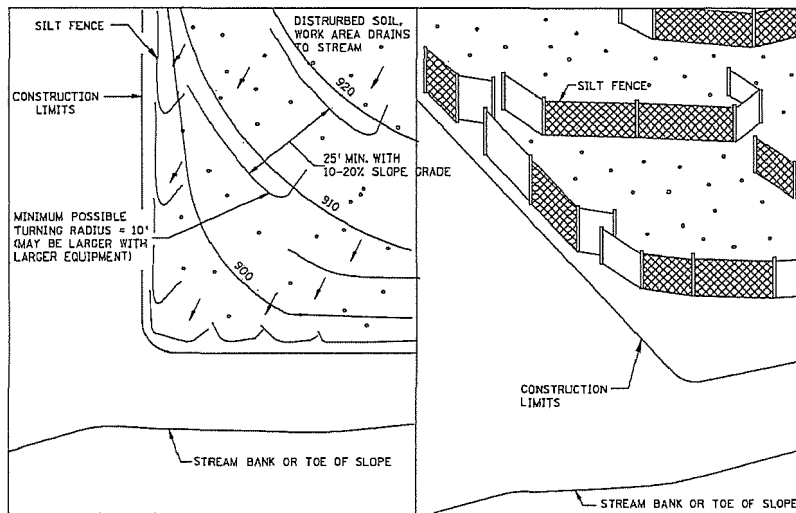 SILT FENCE
DISTRURBED SOIL,
WORK AREA DRAINS
TO STREAM
CONSTRUCTION
LIMITS
920
25' MIN. WITH
10-20% SLOPE GRADE
910
MINIMUM POSSIBLE
TURNING RADIUS = 10'
(MAY BE LARGER WITH
LARGER EQUIPMENT)
900
STREAM BANK OR TOE OF SLOPE
SILT FENCE
CONSTRUCTION
LIMITS
STREAM BANK OR TOE OF SLOPE